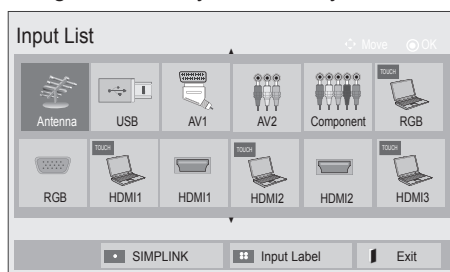 Input List
Move OK
TOUCH
Antenna USB AV1 AV2 Component RGB
TOUCH TOUCH TOUCH
RGB HDMI1 HDMI1 HDMI2 HDMI2 HDMI3
SIMPLINK Input Label Exit